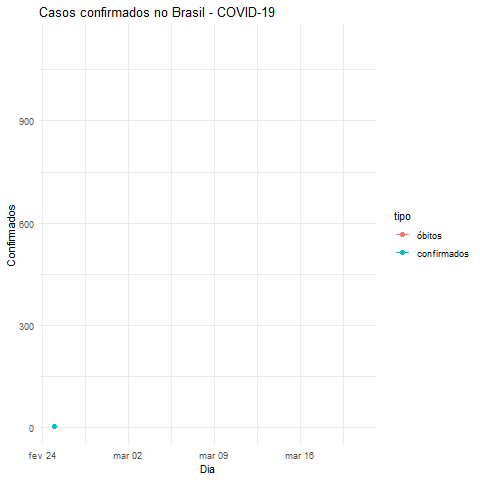 Casos confirmados no Brasil - COVID-19
900
600
300
0
Confirmados
fev 24
mar 02
mar 09
mar 16
Dia
tipo
óbitos
confirmados